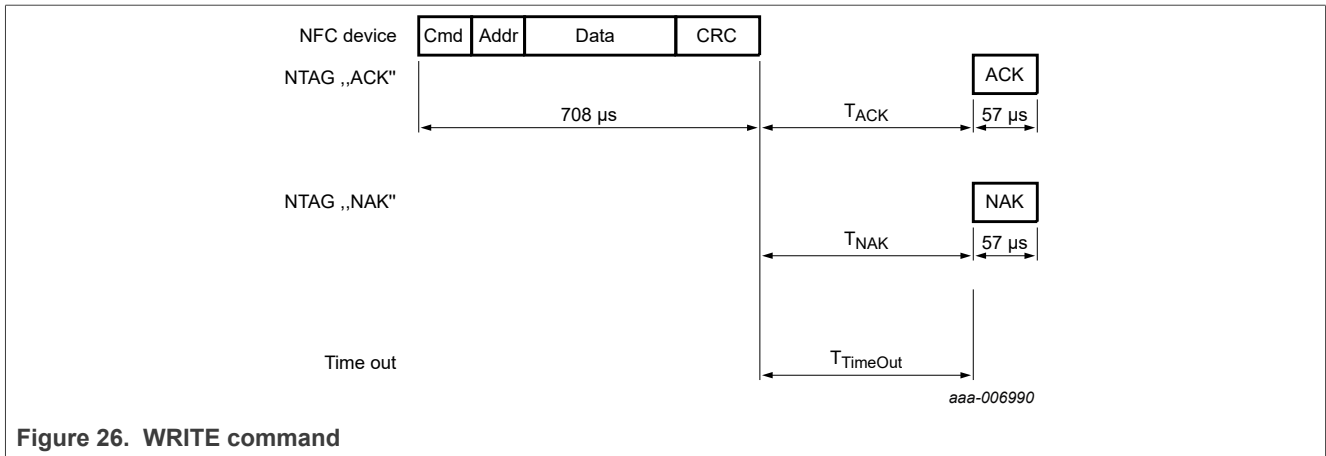 NFC device Cmd Addr Data CRC
NTAG ,,ACK" ACK
708 µs TACK 57 µs
NTAG ,,NAK" NAK
TNAK 57 µs
Time out TTimeOut
aaa-006990
Figure 26. WRITE command